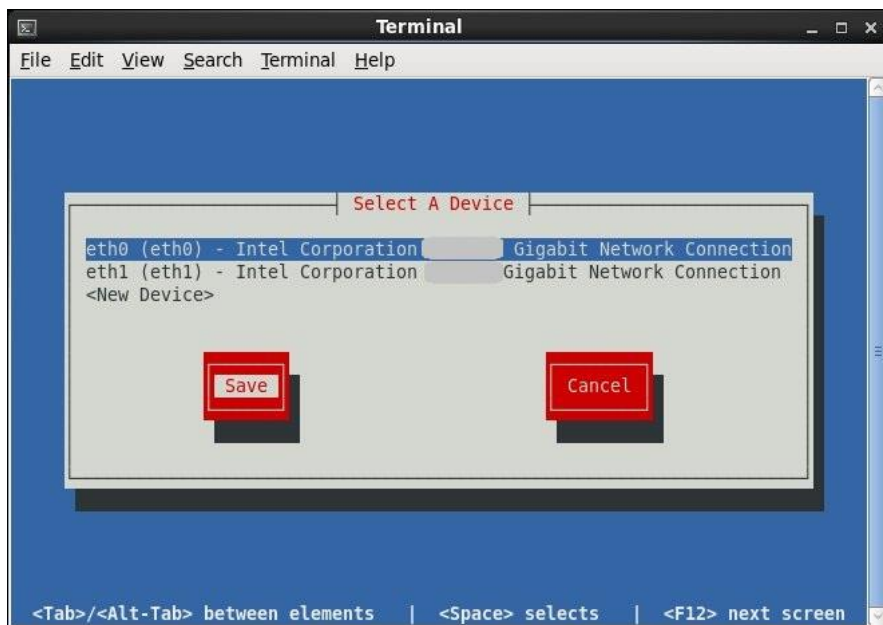 Terminal
File Edit View Search Terminal Help
Select A Device
eth0 (eth0) - Intel Corporation Gigabit Network Connection
eth1 (eth1) - Intel Corporation Gigabit Network Connection
<New Device>
Save Cancel
<Tab>/<Alt-Tab> between elements | <Space> selects | <F12> next screen